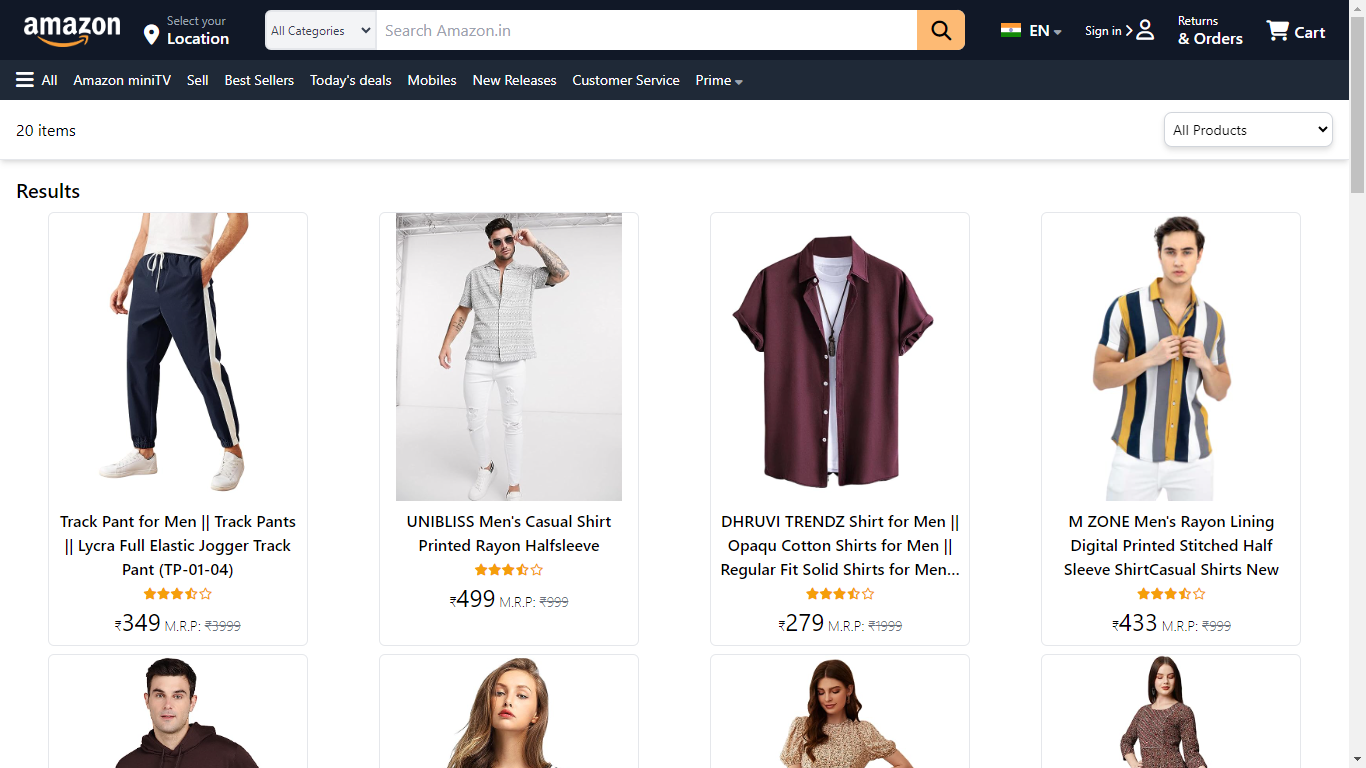 amazon
Select your
Location
All Categories
Search Amazon.in
EN
Sign in
Returns
& Orders
Cart
All
Amazon miniTV
Sell
Best Sellers
Today's deals
Mobiles
New Releases
Customer Service
Prime
20 items
All Products
Results
Track Pant for Men || Track Pants
|| Lycra Full Elastic Jogger Track
Pant (TP-01-04)
₹349 M.R.P: ₹3999
UNIBLISS Men's Casual Shirt
Printed Rayon Halfsleeve
₹499 M.R.P: ₹999
DHRUVI TRENDZ Shirt for Men ||
Opaqu Cotton Shirts for Men ||
Regular Fit Solid Shirts for Men...
₹279 M.R.P: ₹1999
M ZONE Men's Rayon Lining
Digital Printed Stitched Half
Sleeve ShirtCasual Shirts New
₹433 M.R.P: ₹999